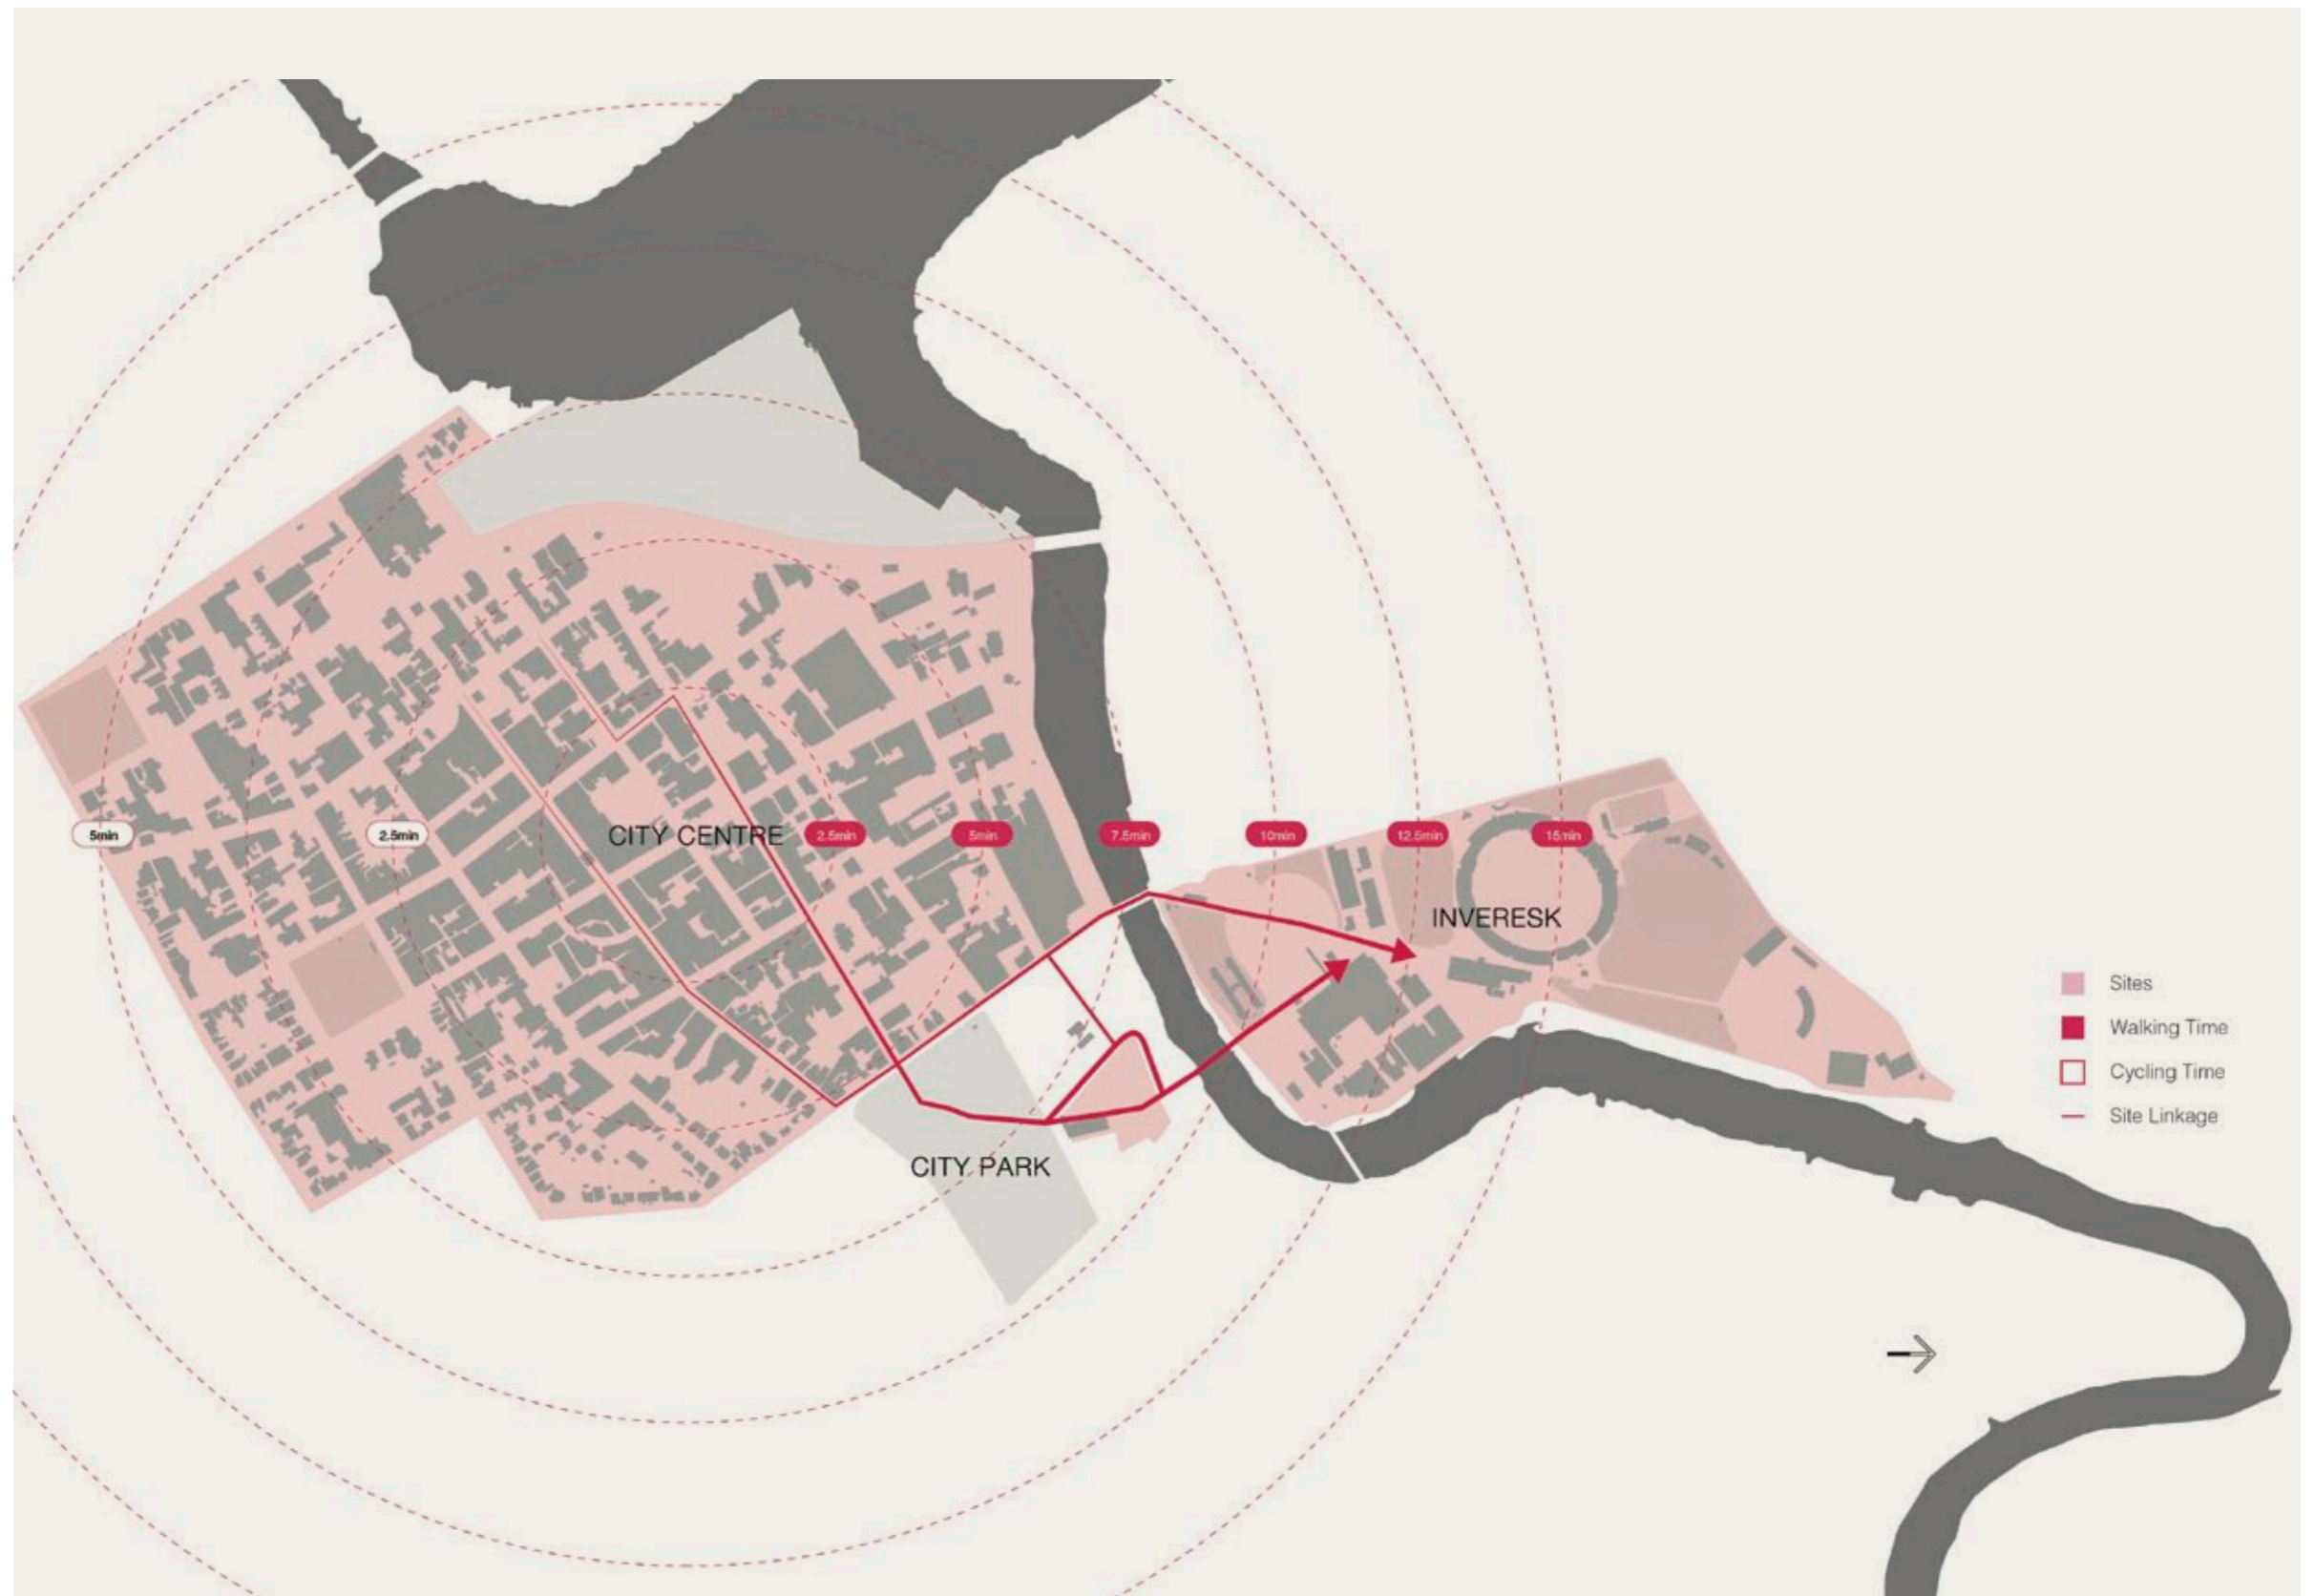 5min
2.5min
CITY CENTRE
2.5min
5min
7.5min
10min
12.5min
15min
INVERESK
CITY PARK
Sites
Walking Time
Cycling Time
Site Linkage